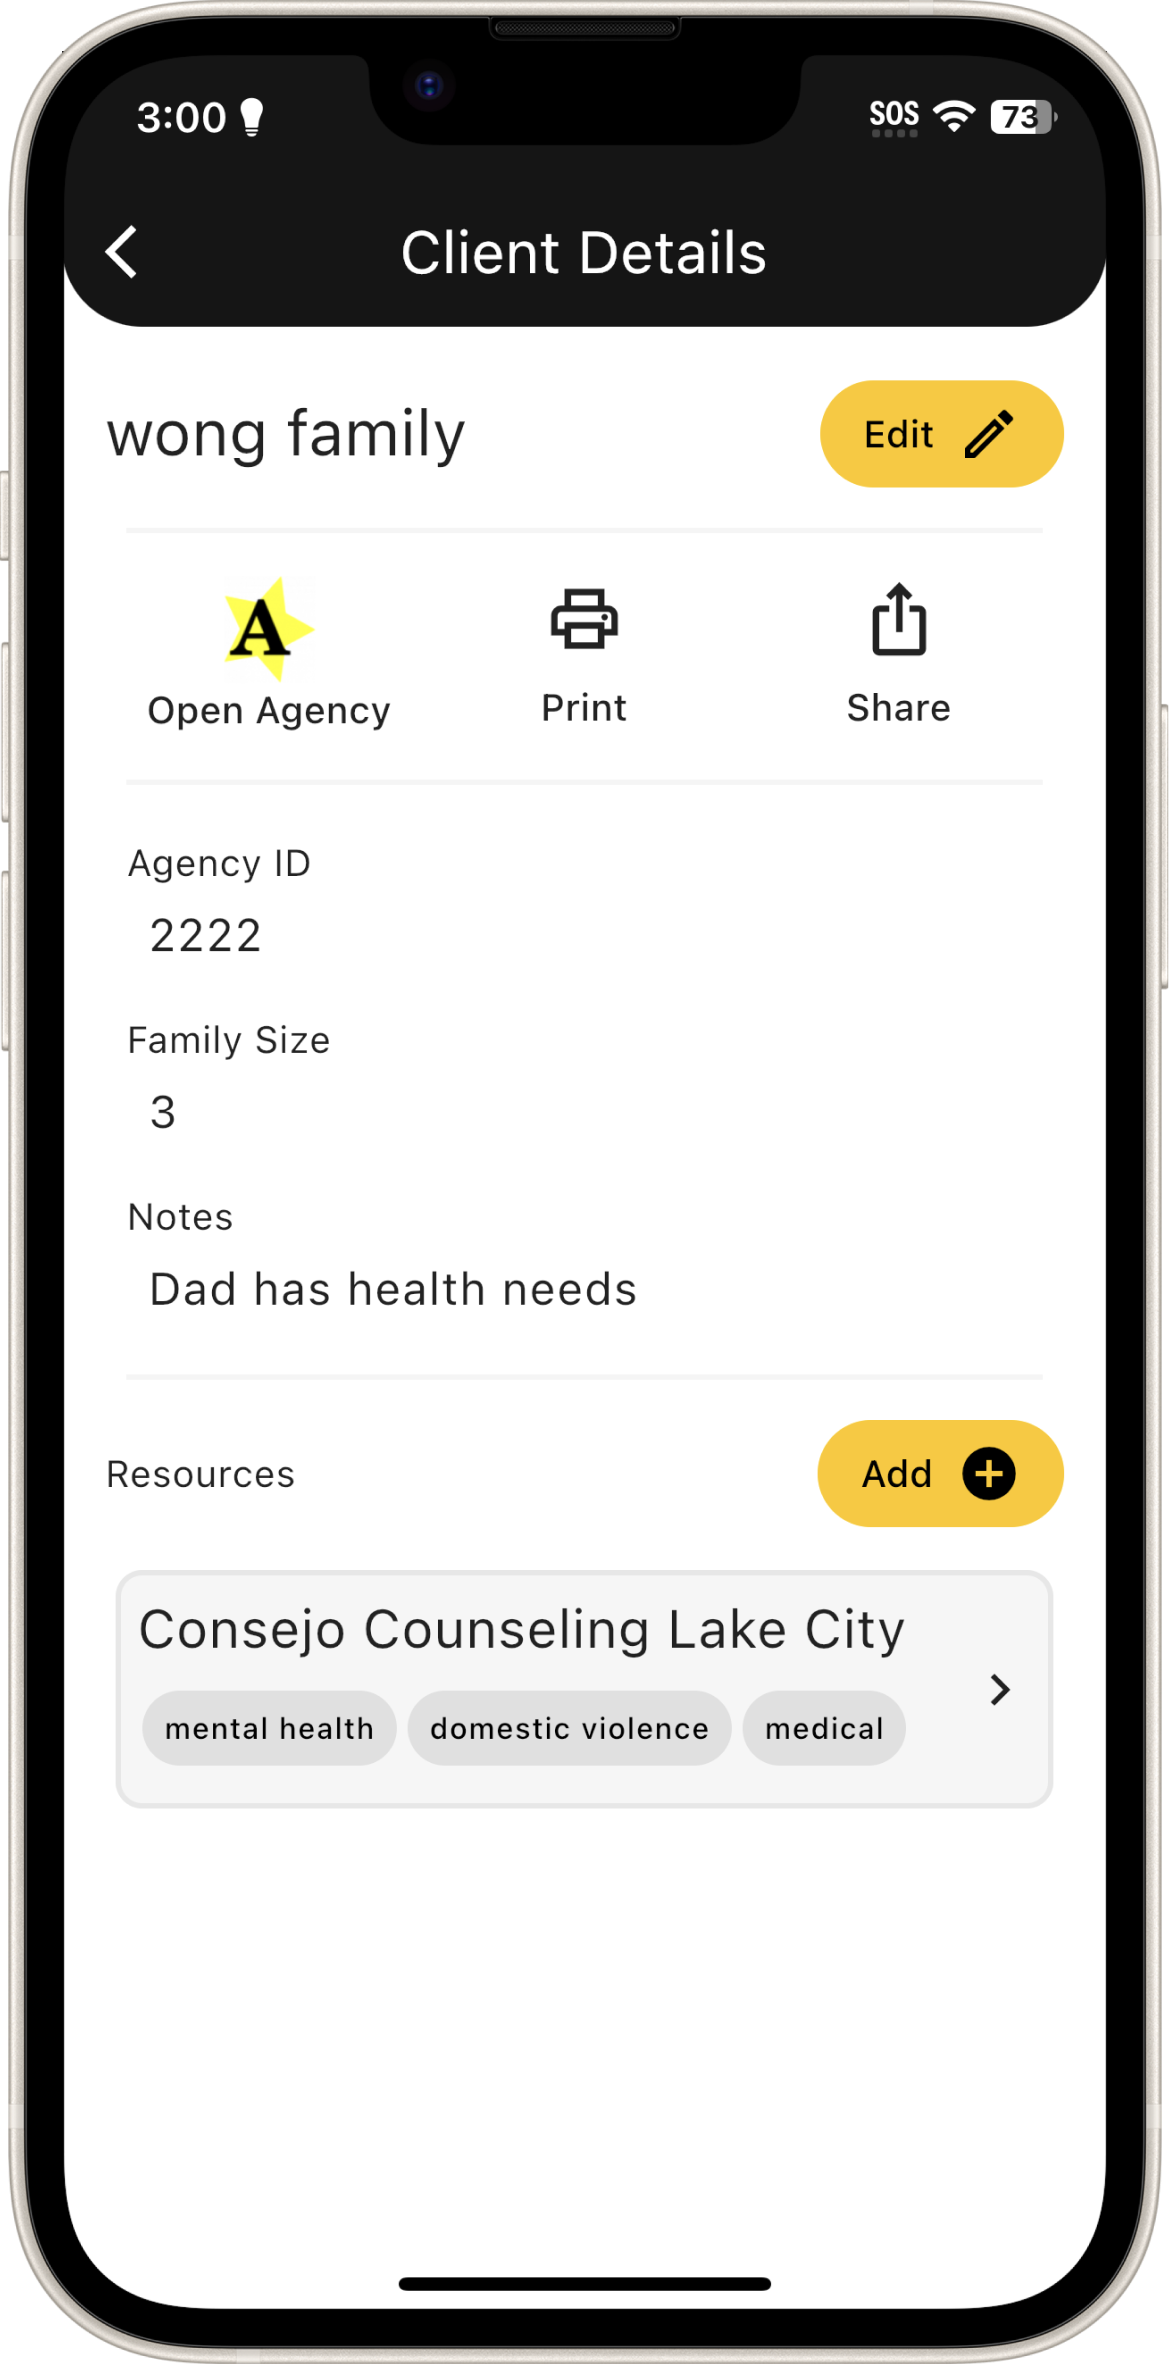 3:00 SOS 73
Client Details
wong family
Edit
A
Open Agency
Print
Share
Agency ID
2222
Family Size
3
Notes
Dad has health needs
Resources
Add
Consejo Counseling Lake City
mental health domestic violence medical